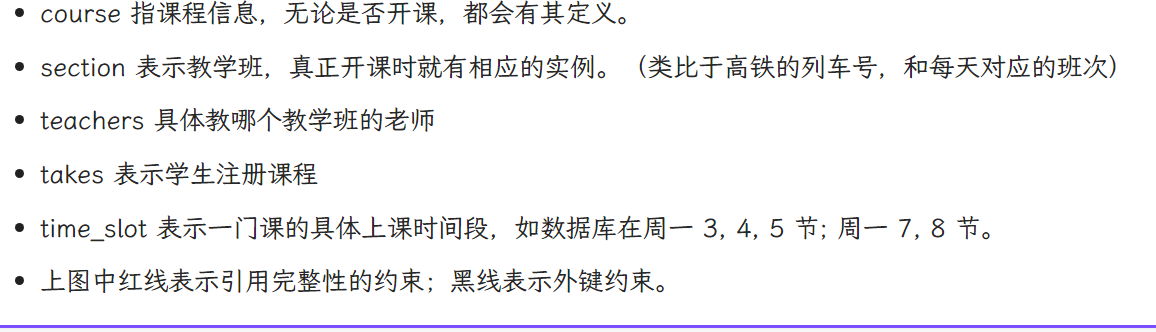 course 指课程信息，无论是否开课，都会有其定义。
section 表示教学班，真正开课时就有相应的实例。（类比于高铁的列车号，和每天对应的班次）
teachers 具体教哪个教学班的老师
takes 表示学生注册课程
time_slot 表示一门课的具体上课时间段，如数据库在周一 3, 4, 5 节; 周一 7, 8 节。
上图中红线表示引用完整性的约束；黑线表示外键约束。